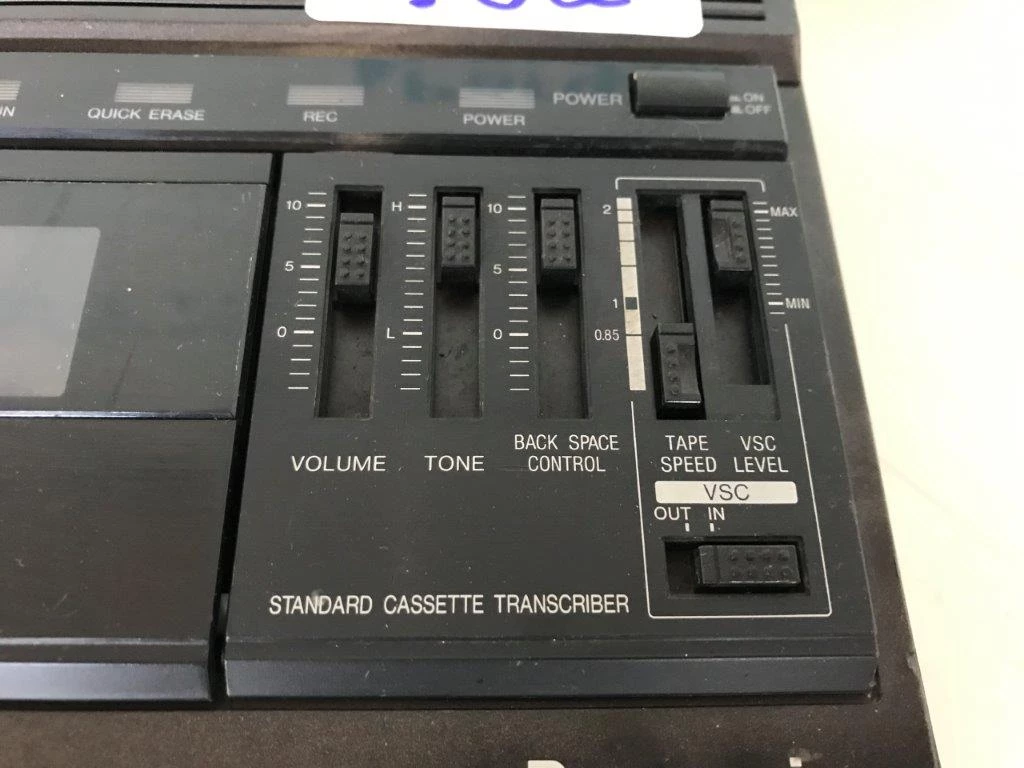 QUICK ERASE
REC
POWER
POWER
ON
OFF
10
5
0
VOLUME
H
L
TONE
10
5
0
BACK SPACE
CONTROL
2
1
0.85
MAX
MIN
TAPE
SPEED
VSC
LEVEL
VSC
OUT IN
STANDARD CASSETTE TRANSCRIBER